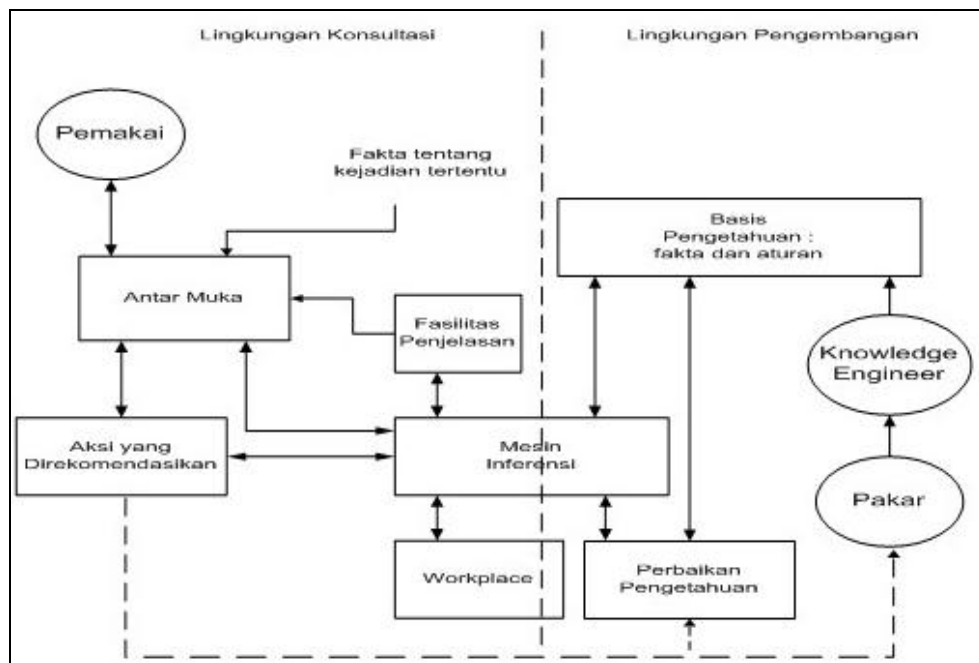 Lingkungan Konsultasi
Lingkungan Pengembangan
Pemakai
Fakta tentang
kejadian tertentu
Basis
Pengetahuan :
fakta dan aturan
Antar Muka
Fasilitas
Penjelasan
Knowledge
Engineer
Aksi yang
Direkomendasikan
Mesin
Inferensi
Pakar
Workplace
Perbaikan
Pengetahuan